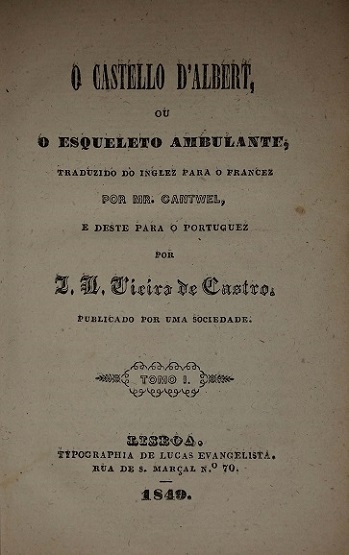 O CASTELLO D'ALBERT,
OU
O ESQUELETO AMBULANTE,
TRADUZIDO DO INGLEZ PARA O FRANCEZ
POR MR. CANTWEL,
E DESTE PARA O PORTUGUEZ
POR
J. L. Vieira de Castro.
PUBLICADO POR UMA SOCIEDADE.
TOMO I.
LISBOA.
TYPOGRAPHIA DE LUCAS EVANGELISTA.
RUA DE S. MARÇAL N.º 70.
1849.